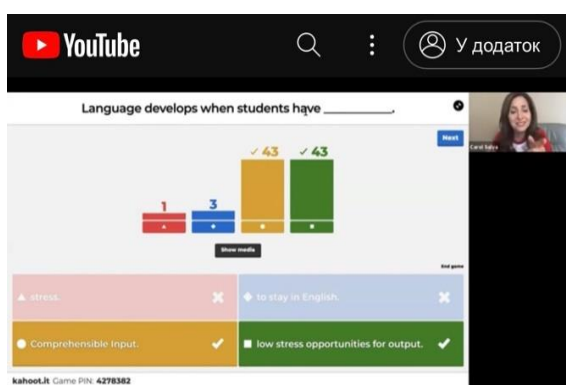 YouTube
У додаток
Language develops when students have __________.
Next
Carol Salva
1
3
✓ 43
✓ 43
Show media
End game
▲ stress.
◆ to stay in English.
● Comprehensible Input.
■ low stress opportunities for output.
kahoot.it Game PIN: 4278382